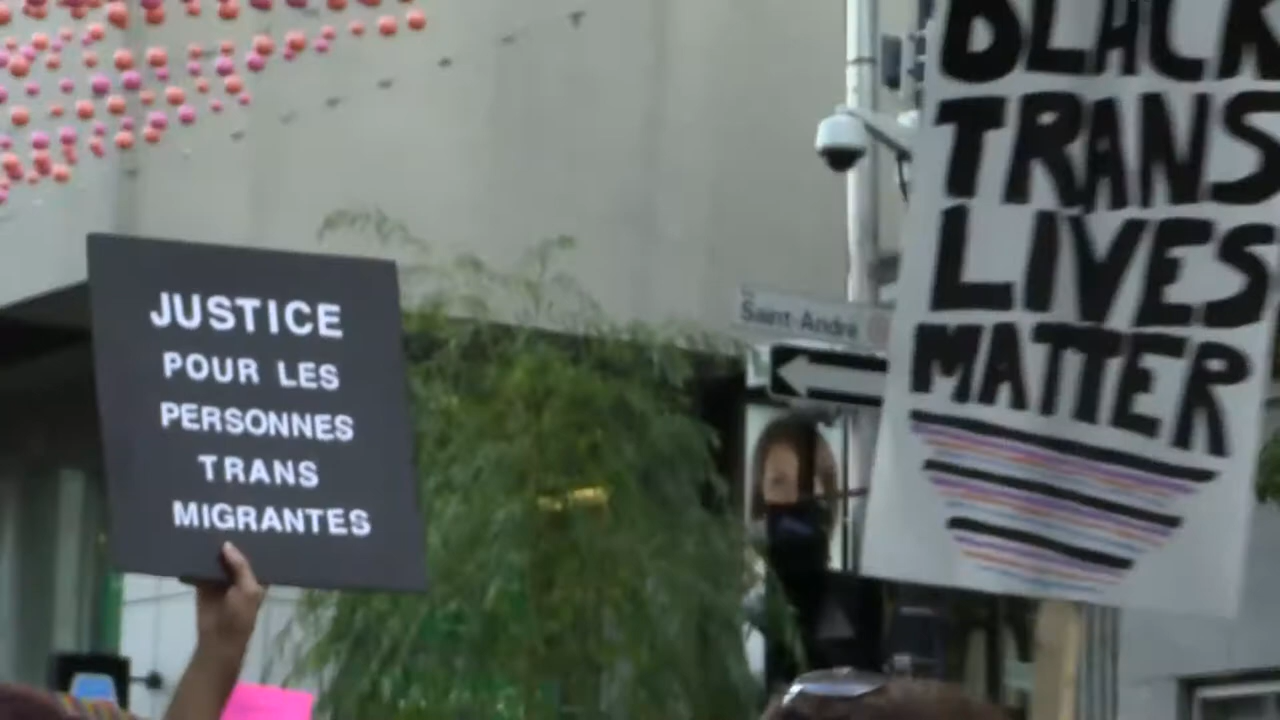 JUSTICE
POUR LES
PERSONNES
TRANS
MIGRANTES
Saint-André
BLACK
TRANS
LIVES
MATTER